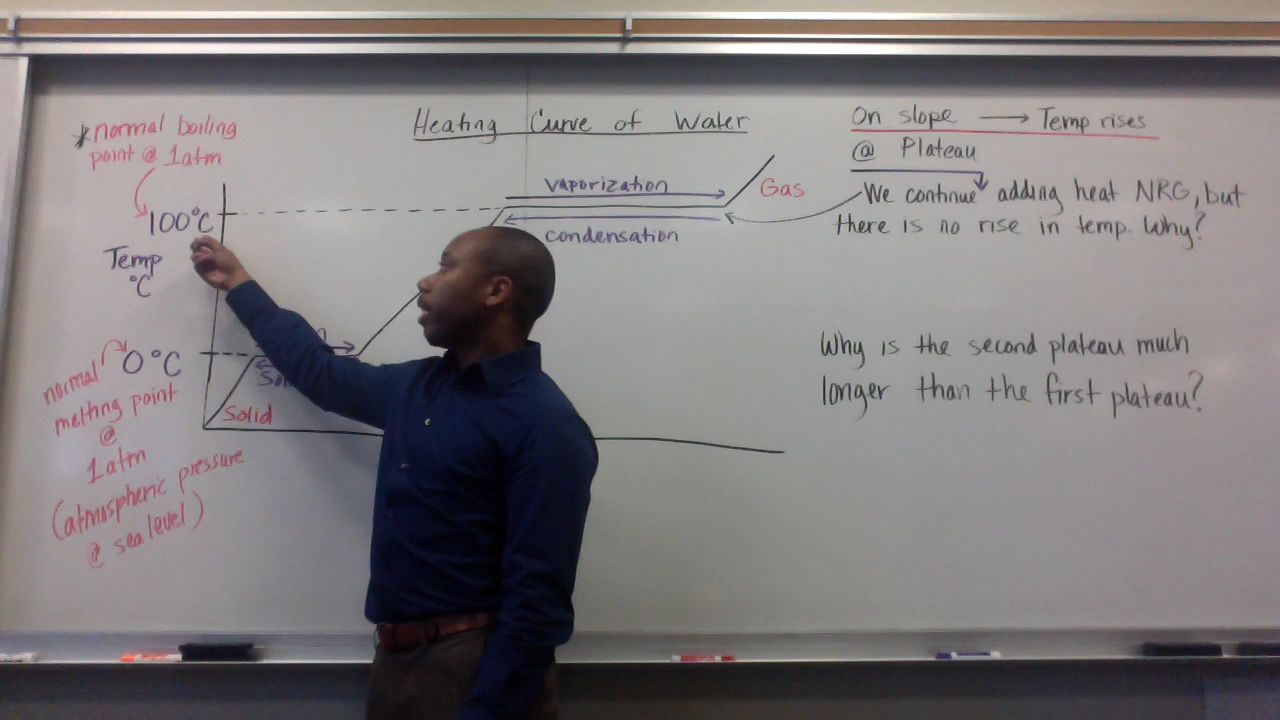 Heating Curve of Water
*normal boiling
point @ 1atm
100°C
Temp
°C
normal
0°C
melting point
@
1atm
(atmospheric pressure
@ sea level)
Solid
vaporization
condensation
Gas
On slope → Temp rises
@ Plateau
We continue adding heat NRG, but
there is no rise in temp. Why?
Why is the second plateau much
longer than the first plateau?